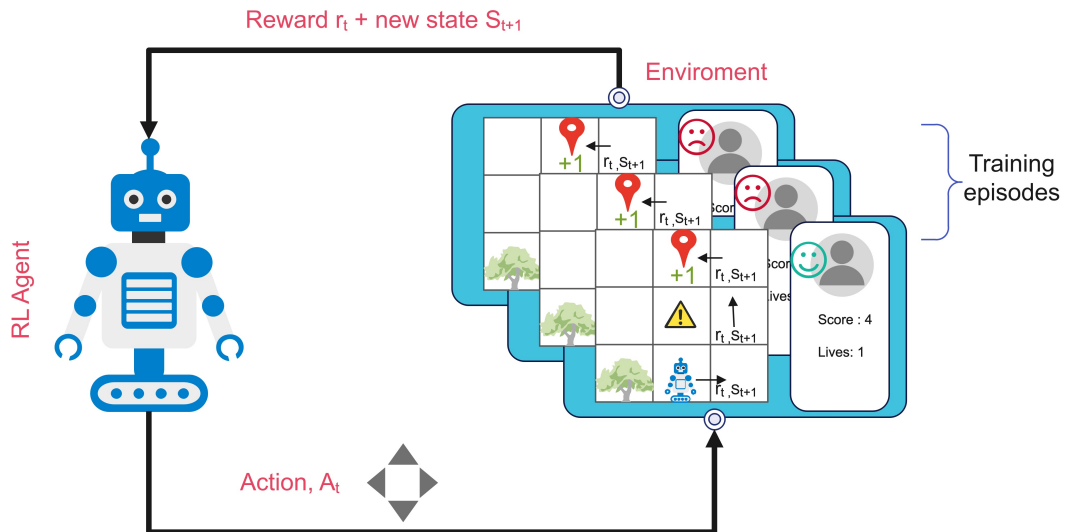 Reward rₜ + new state Sₜ₊₁
Enviroment
+1
rₜ ,Sₜ₊₁
+1
rₜ ,Sₜ₊₁
+1
rₜ ,Sₜ₊₁
rₜ ,Sₜ₊₁
rₜ ,Sₜ₊₁
Score : 4
Lives: 1
Training
episodes
RL Agent
Action, Aₜ